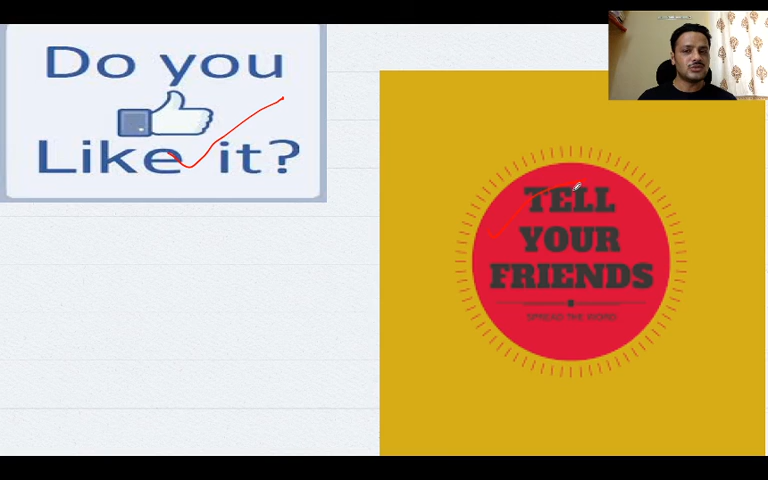 Do you
Like it?
TELL
YOUR
FRIENDS
SPREAD THE WORD